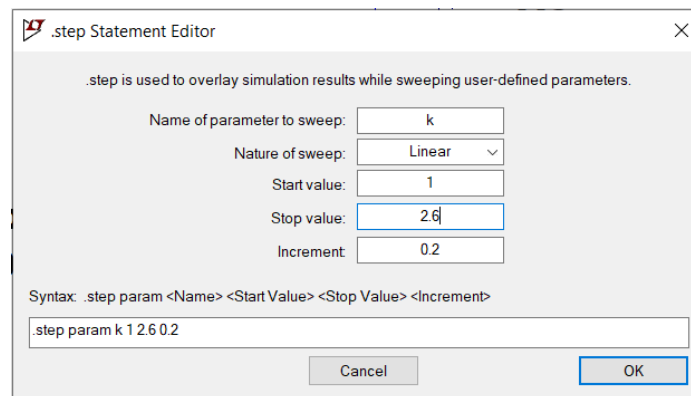 .step Statement Editor
.step is used to overlay simulation results while sweeping user-defined parameters.
Name of parameter to sweep: k
Nature of sweep: Linear
Start value: 1
Stop value: 2.6
Increment: 0.2
Syntax: .step param <Name> <Start Value> <Stop Value> <Increment>
.step param k 1 2.6 0.2
Cancel OK